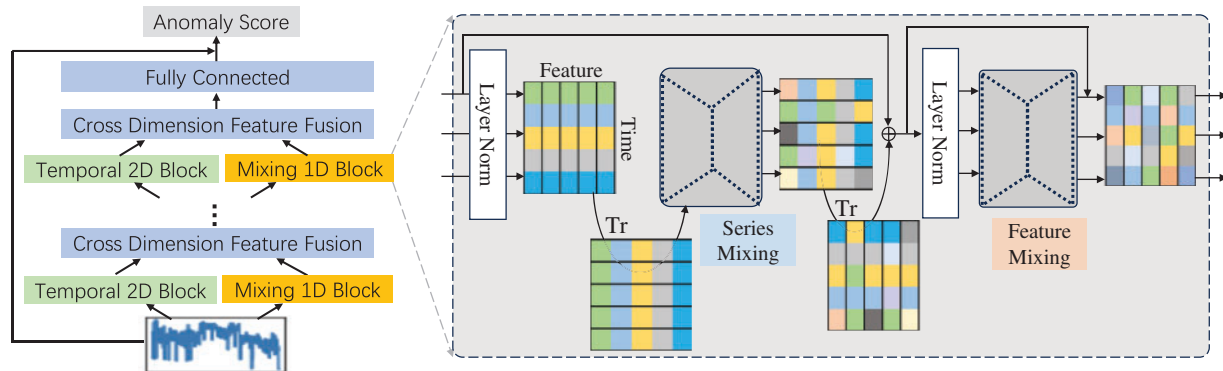 Anomaly Score
Fully Connected
Cross Dimension Feature Fusion
Temporal 2D Block
Mixing 1D Block
Cross Dimension Feature Fusion
Temporal 2D Block
Mixing 1D Block
Layer Norm
Feature
Time
Tr
Series
Mixing
Tr
Layer Norm
Feature
Mixing